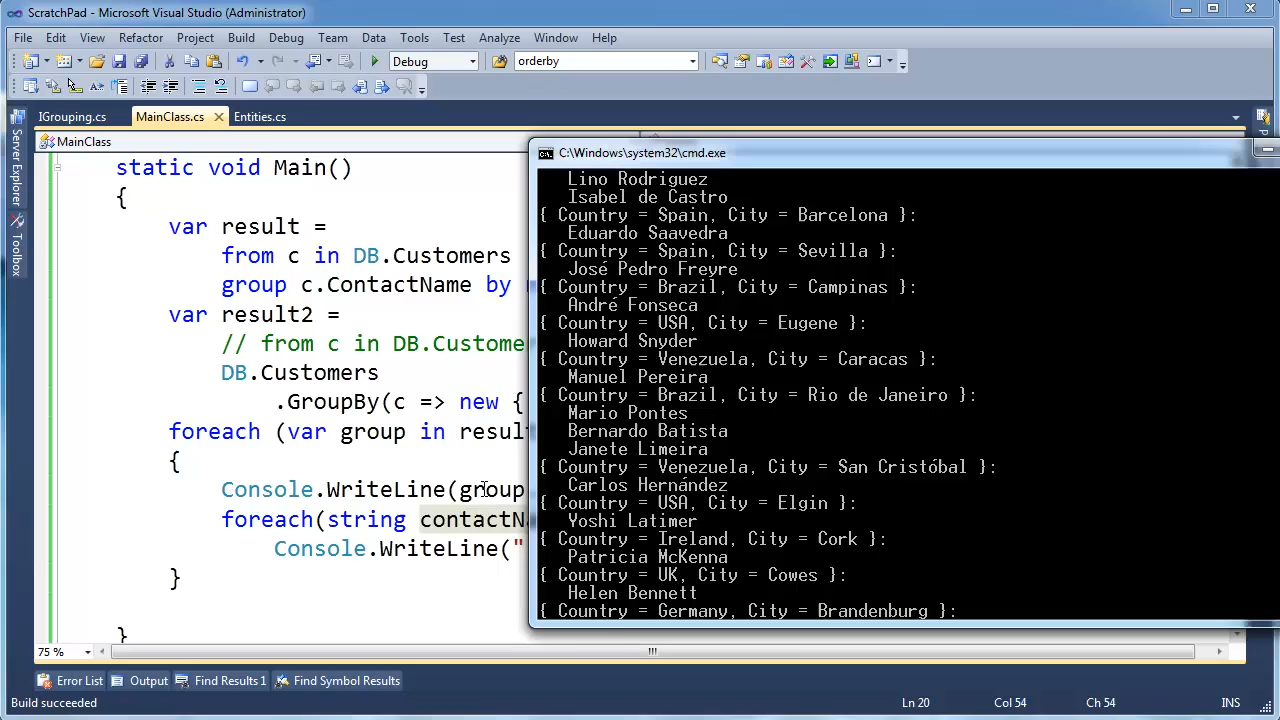 ScratchPad - Microsoft Visual Studio (Administrator)
File Edit View Refactor Project Build Debug Team Data Tools Test Analyze Window Help
Debug orderby
IGrouping.cs MainClass.cs Entities.cs
MainClass
Server Explorer
Toolbox
static void Main()
{
var result =
from c in DB.Customers
group c.ContactName by
var result2 =
// from c in DB.Custome
DB.Customers
.GroupBy(c => new {
foreach (var group in result
{
Console.WriteLine(group
foreach(string contactNa
Console.WriteLine("
}
}
C:\Windows\system32\cmd.exe
Lino Rodriguez
Isabel de Castro
{ Country = Spain, City = Barcelona }:
Eduardo Saavedra
{ Country = Spain, City = Sevilla }:
José Pedro Freyre
{ Country = Brazil, City = Campinas }:
André Fonseca
{ Country = USA, City = Eugene }:
Howard Snyder
{ Country = Venezuela, City = Caracas }:
Manuel Pereira
{ Country = Brazil, City = Rio de Janeiro }:
Mario Pontes
Bernardo Batista
Janete Limeira
{ Country = Venezuela, City = San Cristóbal }:
Carlos Hernández
{ Country = USA, City = Elgin }:
Yoshi Latimer
{ Country = Ireland, City = Cork }:
Patricia McKenna
{ Country = UK, City = Cowes }:
Helen Bennett
{ Country = Germany, City = Brandenburg }:
75 %
Error List Output Find Results 1 Find Symbol Results
Build succeeded Ln 20 Col 54 Ch 54 INS